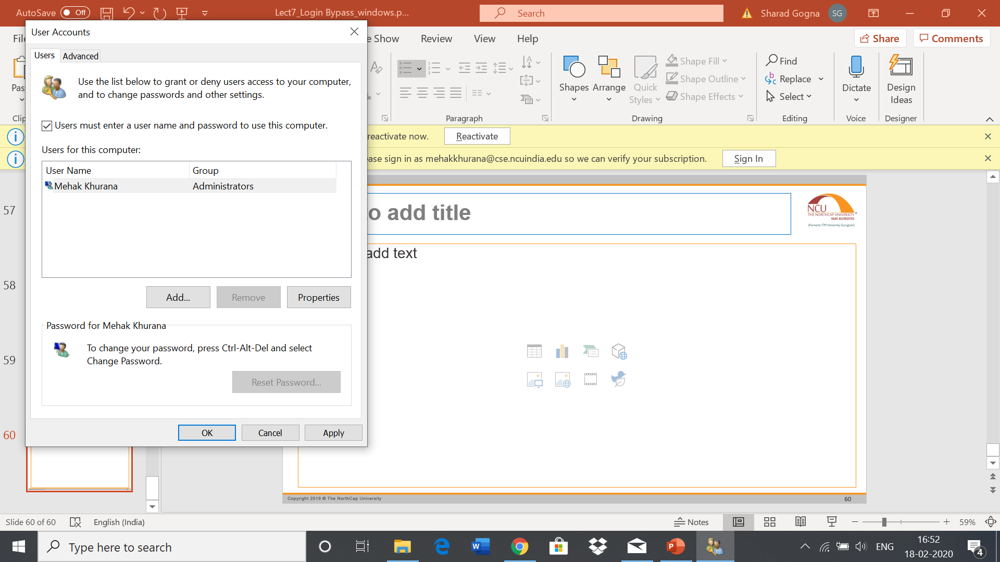 AutoSave Off
Lect7_Login Bypass_windows.p...
Search
Sharad Gogna
SG
User Accounts
Users
Advanced
Use the list below to grant or deny users access to your computer,
and to change passwords and other settings.
Users must enter a user name and password to use this computer.
Users for this computer:
User Name Group
Mehak Khurana Administrators
Add...
Remove
Properties
Password for Mehak Khurana
To change your password, press Ctrl-Alt-Del and select
Change Password.
Reset Password...
OK
Cancel
Apply
Show Review View Help
Share
Comments
Shapes
Arrange
Quick
Styles
Shape Fill
Shape Outline
Shape Effects
Find
Replace
Select
Dictate
Design
Ideas
Paragraph
Drawing
Editing
Voice
Designer
reactivate now.
Reactivate
sign in as mehakkhurana@cse.ncuindia.edu so we can verify your subscription.
Sign In
57
58
59
60
to add title
NCU
THE NORTHCAP UNIVERSITY
NAAC ACCREDITED
(Formerly ITM University, Gurugram)
add text
Copyright 2019 © The NorthCap University
60
Slide 60 of 60
English (India)
Notes
59%
Type here to search
ENG
16:52
18-02-2020
4